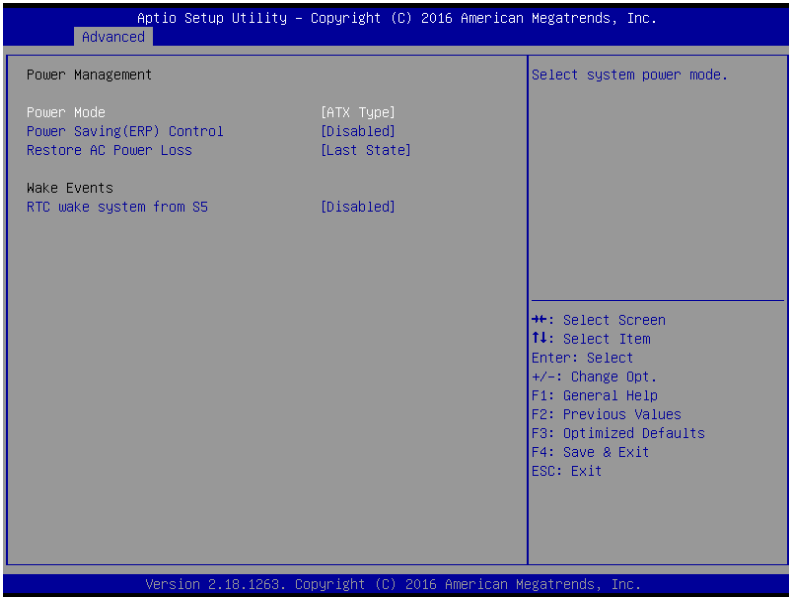 Aptio Setup Utility – Copyright (C) 2016 American Megatrends, Inc.
Advanced
Power Management
Power Mode [ATX Type]
Power Saving(ERP) Control [Disabled]
Restore AC Power Loss [Last State]
Wake Events
RTC wake system from S5 [Disabled]
Select system power mode.
→←: Select Screen
↑↓: Select Item
Enter: Select
+/-: Change Opt.
F1: General Help
F2: Previous Values
F3: Optimized Defaults
F4: Save & Exit
ESC: Exit
Version 2.18.1263. Copyright (C) 2016 American Megatrends, Inc.